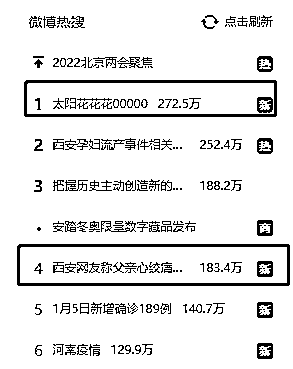 微博热搜 点击刷新
2022北京两会聚焦 热
1 太阳花花花00000 272.5万 新
2 西安孕妇流产事件相关... 252.4万 热
3 把握历史主动创造新的... 188.2万
• 安踏冬奥限量数字藏品发布 商
4 西安网友称父亲心绞痛... 183.4万 新
5 1月5日新增确诊189例 140.7万 新
6 河南疫情 129.9万 新